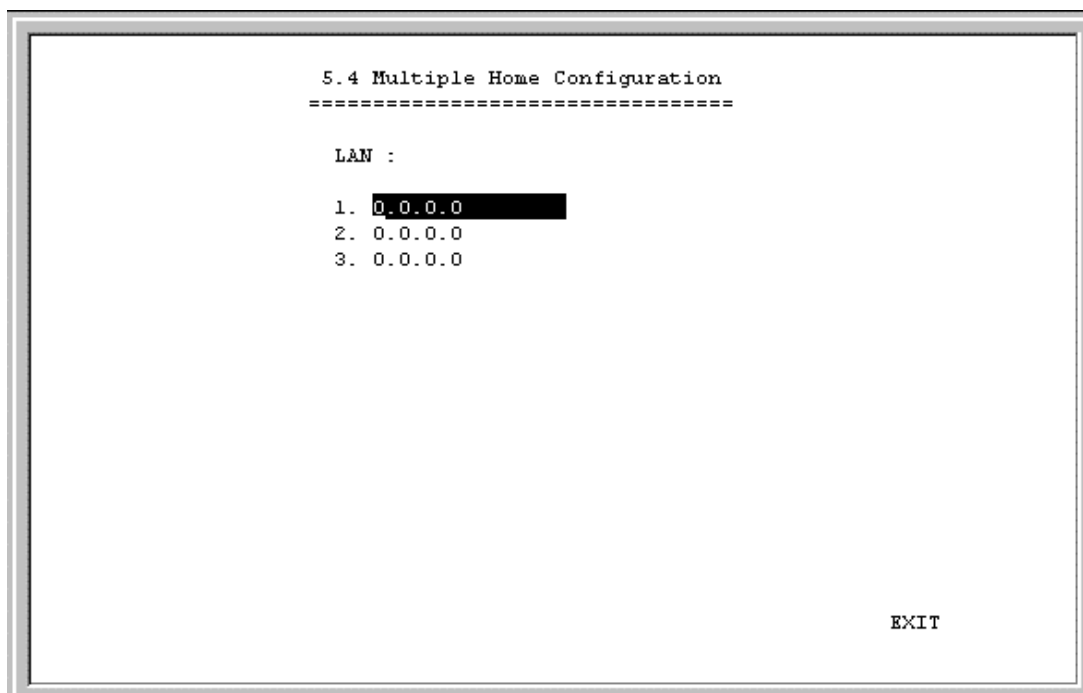 5.4 Multiple Home Configuration
=================================
LAN :
1. 0.0.0.0
2. 0.0.0.0
3. 0.0.0.0
EXIT